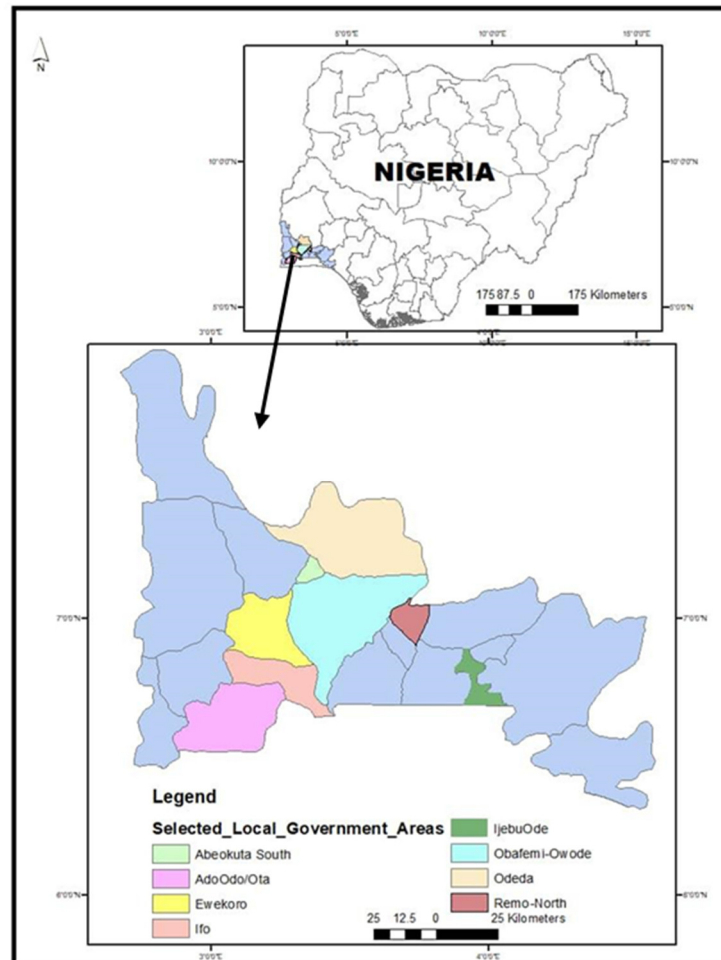 N
5°0'0"E 10°0'0"E 15°0'0"E
10°0'0"N 10°0'0"N
NIGERIA
175 87.5 0 175 Kilometers
5°0'0"N 5°0'0"N
3°0'0"E
7°0'0"N 7°0'0"N
Legend
Selected_Local_Government_Areas
Abeokuta South
AdoOdo/Ota
Ewekoro
Ifo
IjebuOde
Obafemi-Owode
Odeda
Remo-North
6°0'0"N 6°0'0"N
25 12.5 0 25 Kilometers
3°0'0"E 4°0'0"E